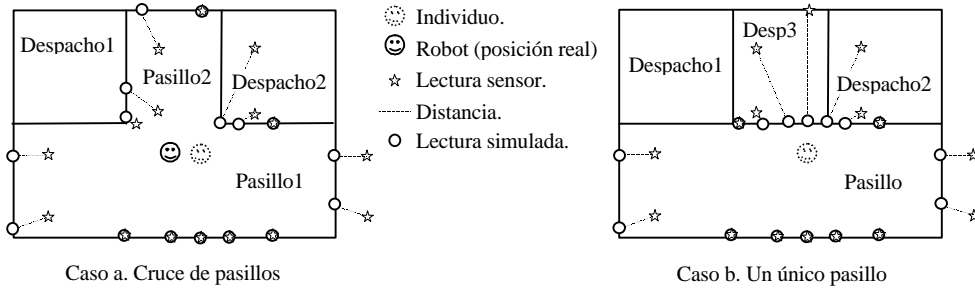 Despacho1
Pasillo2
Despacho2
Pasillo1
Caso a. Cruce de pasillos
Individuo.
Robot (posición real)
Lectura sensor.
Distancia.
Lectura simulada.
Despacho1
Desp3
Despacho2
Pasillo
Caso b. Un único pasillo